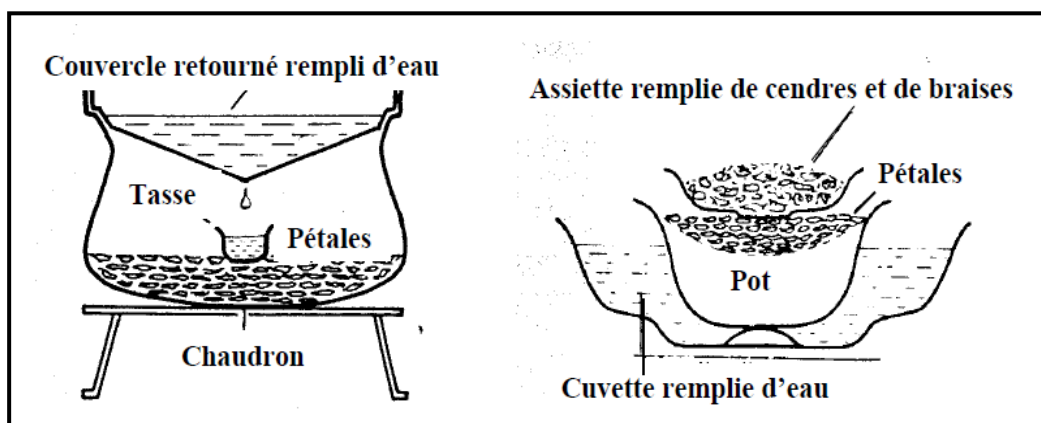 Couvercle retourné rempli d'eau
Tasse
Pétales
Chaudron
Assiette remplie de cendres et de braises
Pétales
Pot
Cuvette remplie d'eau